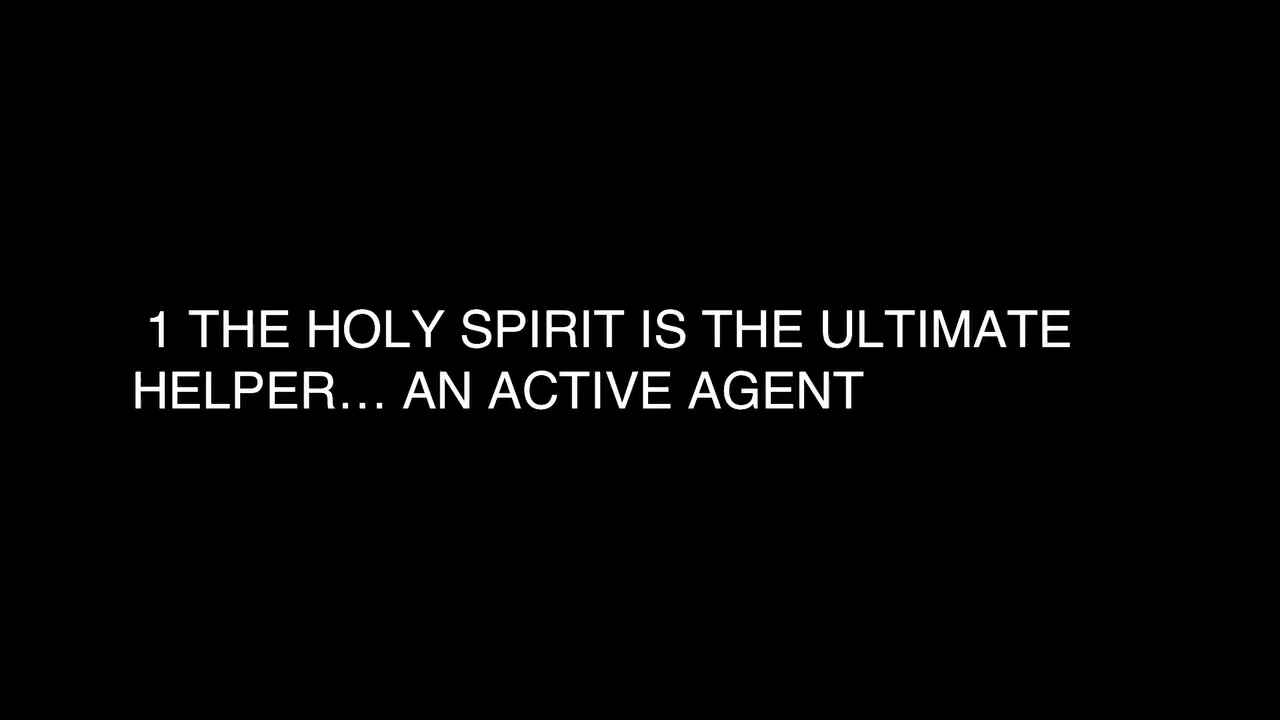 1 THE HOLY SPIRIT IS THE ULTIMATE
HELPER… AN ACTIVE AGENT